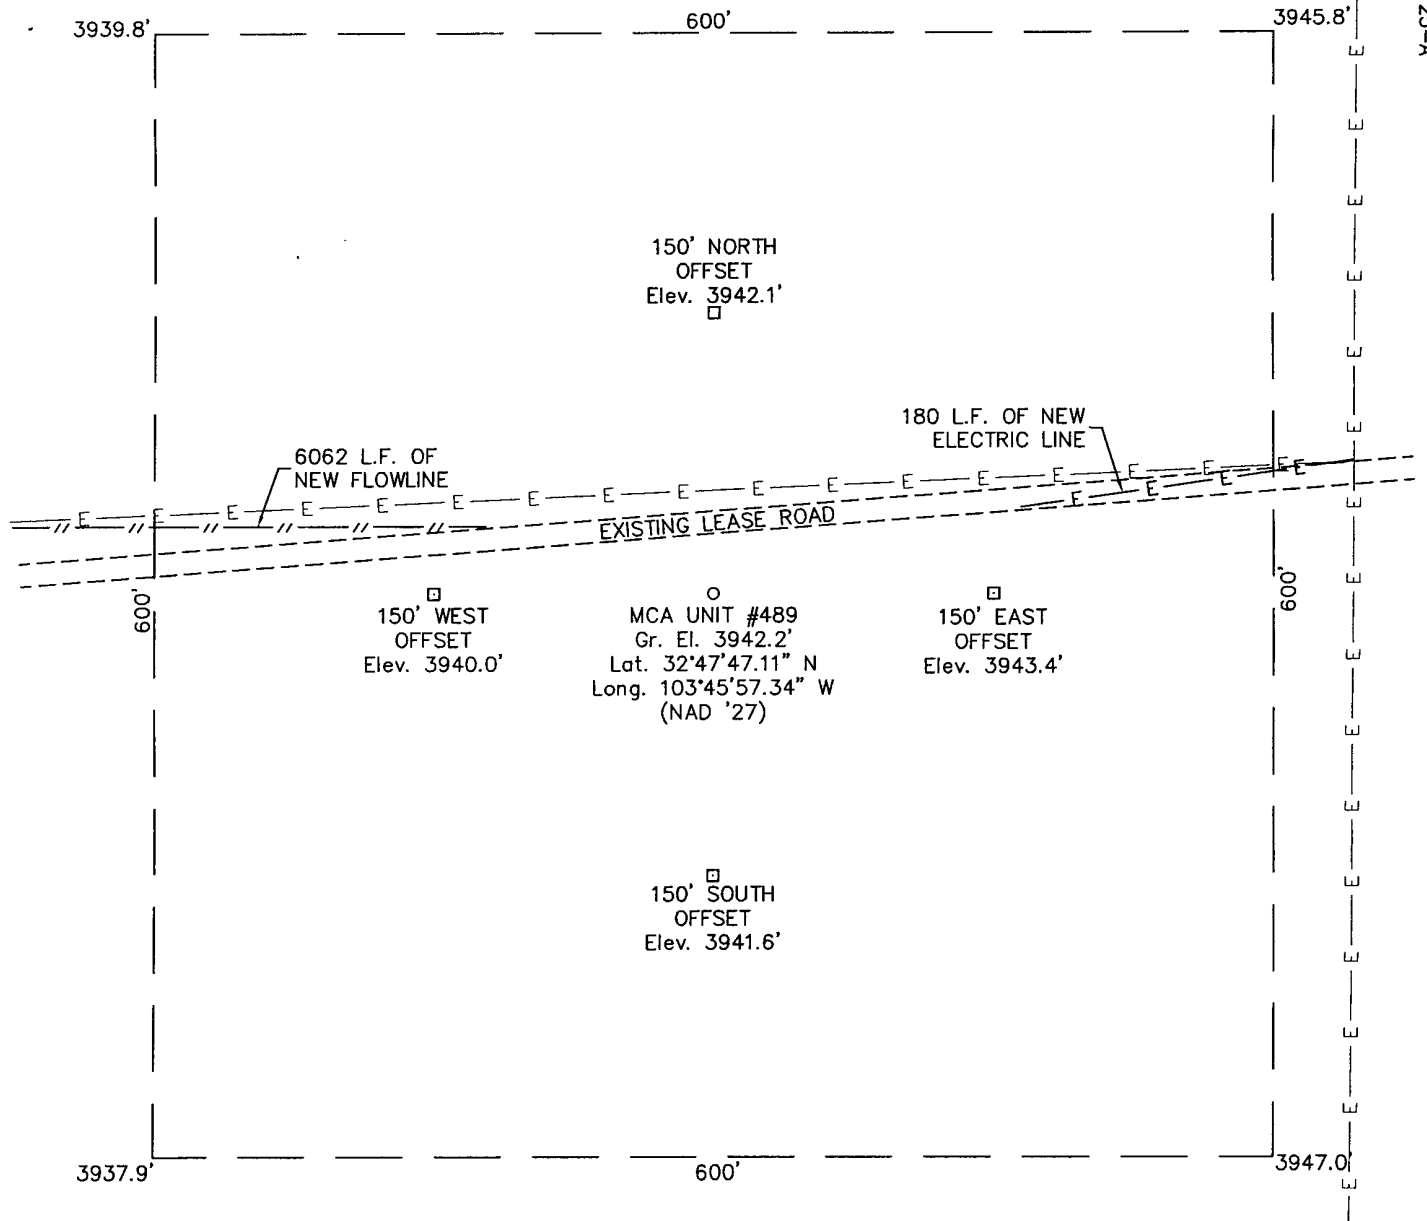 3939.8'
600'
3945.8'
150' NORTH
OFFSET
Elev. 3942.1'
180 L.F. OF NEW
ELECTRIC LINE
6062 L.F. OF
NEW FLOWLINE
E E E E E E E E E E E E E E E E E
E E E E
EXISTING LEASE ROAD
600'
600'
150' WEST
OFFSET
Elev. 3940.0'
MCA UNIT #489
Gr. El. 3942.2'
Lat. 32°47'47.11" N
Long. 103°45'57.34" W
(NAD '27)
150' EAST
OFFSET
Elev. 3943.4'
150' SOUTH
OFFSET
Elev. 3941.6'
3937.9'
600'
3947.0'
E E E E E E E E E E E E E E E E